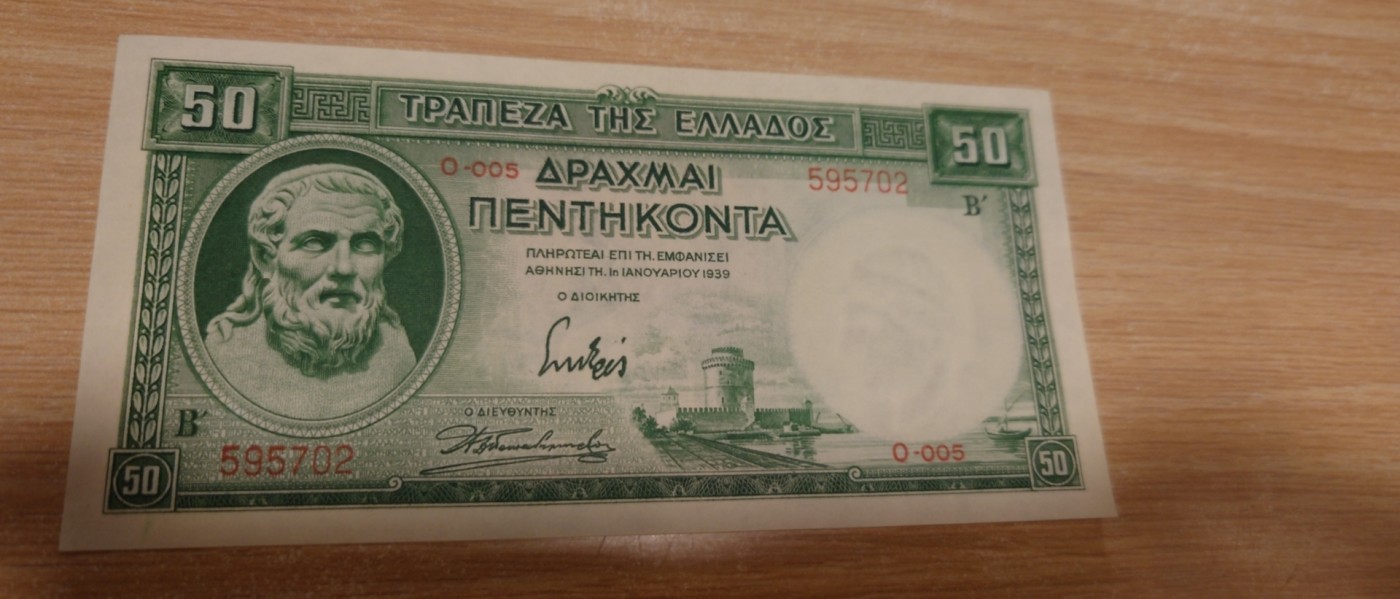 50 ΤΡΑΠΕΖΑ ΤΗΣ ΕΛΛΑΔΟΣ 50
O-005 ΔΡΑΧΜΑΙ 595702
ΠΕΝΤΗΚΟΝΤΑ Β΄
ΠΛΗΡΩΤΕΑΙ ΕΠΙ ΤΗ. ΕΜΦΑΝΙΣΕΙ
ΑΘΗΝΗΣΙ ΤΗ. 1η ΙΑΝΟΥΑΡΙΟΥ 1939
Ο ΔΙΟΙΚΗΤΗΣ
Ο ΔΙΕΥΘΥΝΤΗΣ
Β΄
595702 O-005
50 50